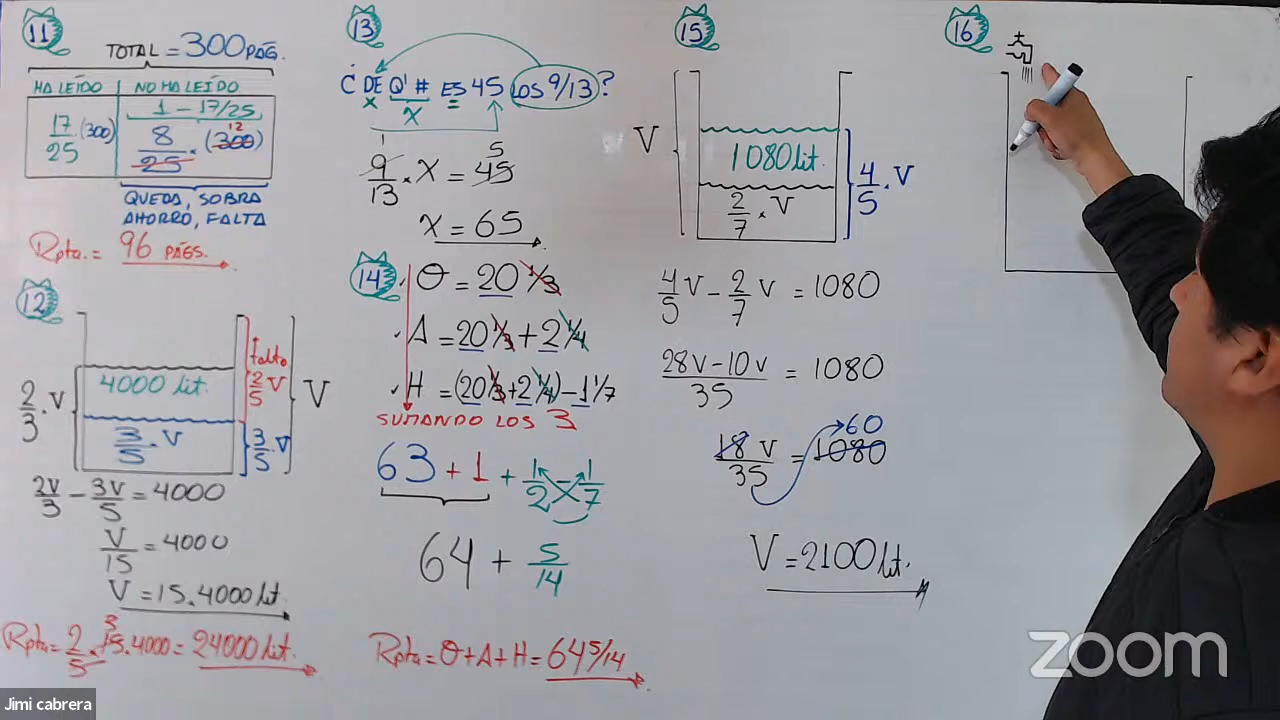 11
TOTAL = 300 PÁG.
HA LEÍDO NO HA LEÍDO
1 - 17/25
17/25 (300) 8/25 . (300) 12
QUEDA, SOBRA
AHORRO, FALTA
Rpta. = 96 PÁGS.
12
2/3 . V
4000 lit.
3/5 . V
falta
2/5 V
3/5 . V
V
2V/3 - 3V/5 = 4000
V/15 = 4000
V = 15.4000 lit
Rpta = 2/5 . 15.4000 = 24000 lit.
3
13
¿ DE Q' # ES 45 LOS 9/13 ?
x x
1 5
9/13 . x = 45
x = 65
14
O = 20 1/3
A = 20 1/3 + 2 1/4
H = (20 1/3 + 2 1/4) - 1 1/7
SUMANDO LOS 3
63 + 1 + 1/2 - 1/7
64 + 5/14
Rpta = O + A + H = 64 5/14
15
V
1080 lit.
2/7 . V
4/5 . V
4/5 V - 2/7 V = 1080
28V - 10V / 35 = 1080
60
18 V / 35 = 1080
V = 2100 lit.
16
zoom
Jimi cabrera